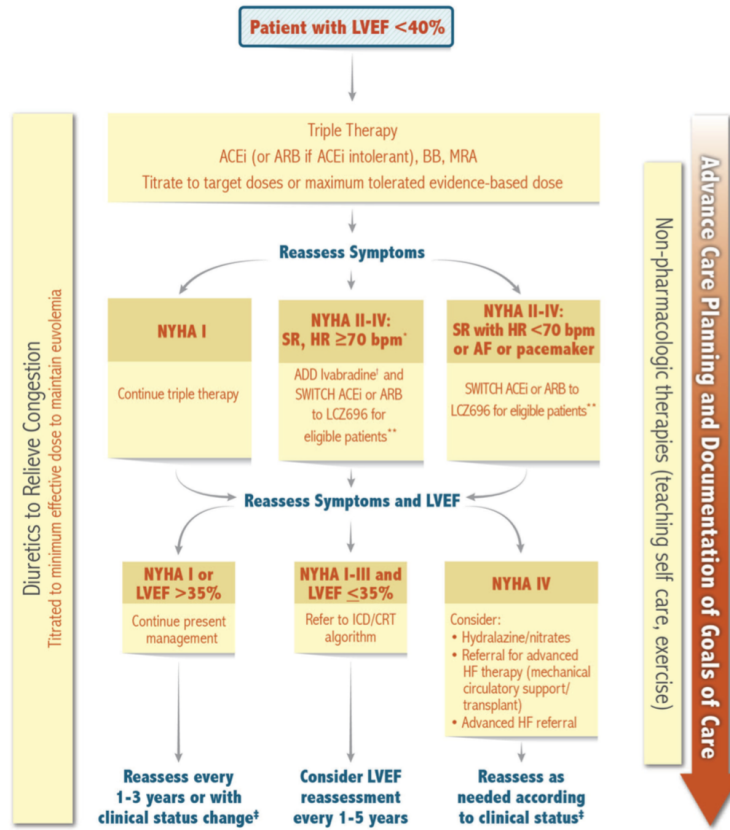 Patient with LVEF <40%
Triple Therapy
ACEi (or ARB if ACEi intolerant), BB, MRA
Titrate to target doses or maximum tolerated evidence-based dose
Reassess Symptoms
NYHA I
Continue triple therapy
NYHA II-IV:
SR, HR ≥70 bpm*
ADD Ivabradine† and
SWITCH ACEi or ARB
to LCZ696 for
eligible patients**
NYHA II-IV:
SR with HR <70 bpm
or AF or pacemaker
SWITCH ACEi or ARB to
LCZ696 for eligible patients**
Reassess Symptoms and LVEF
NYHA I or
LVEF >35%
Continue present
management
NYHA I-III and
LVEF ≤35%
Refer to ICD/CRT
algorithm
NYHA IV
Consider:
• Hydralazine/nitrates
• Referral for advanced
HF therapy (mechanical
circulatory support/
transplant)
• Advanced HF referral
Reassess every
1-3 years or with
clinical status change‡
Consider LVEF
reassessment
every 1-5 years
Reassess as
needed according
to clinical status‡
Diuretics to Relieve Congestion
Titrated to minimum effective dose to maintain euvolemia
Non-pharmacologic therapies (teaching self care, exercise)
Advance Care Planning and Documentation of Goals of Care